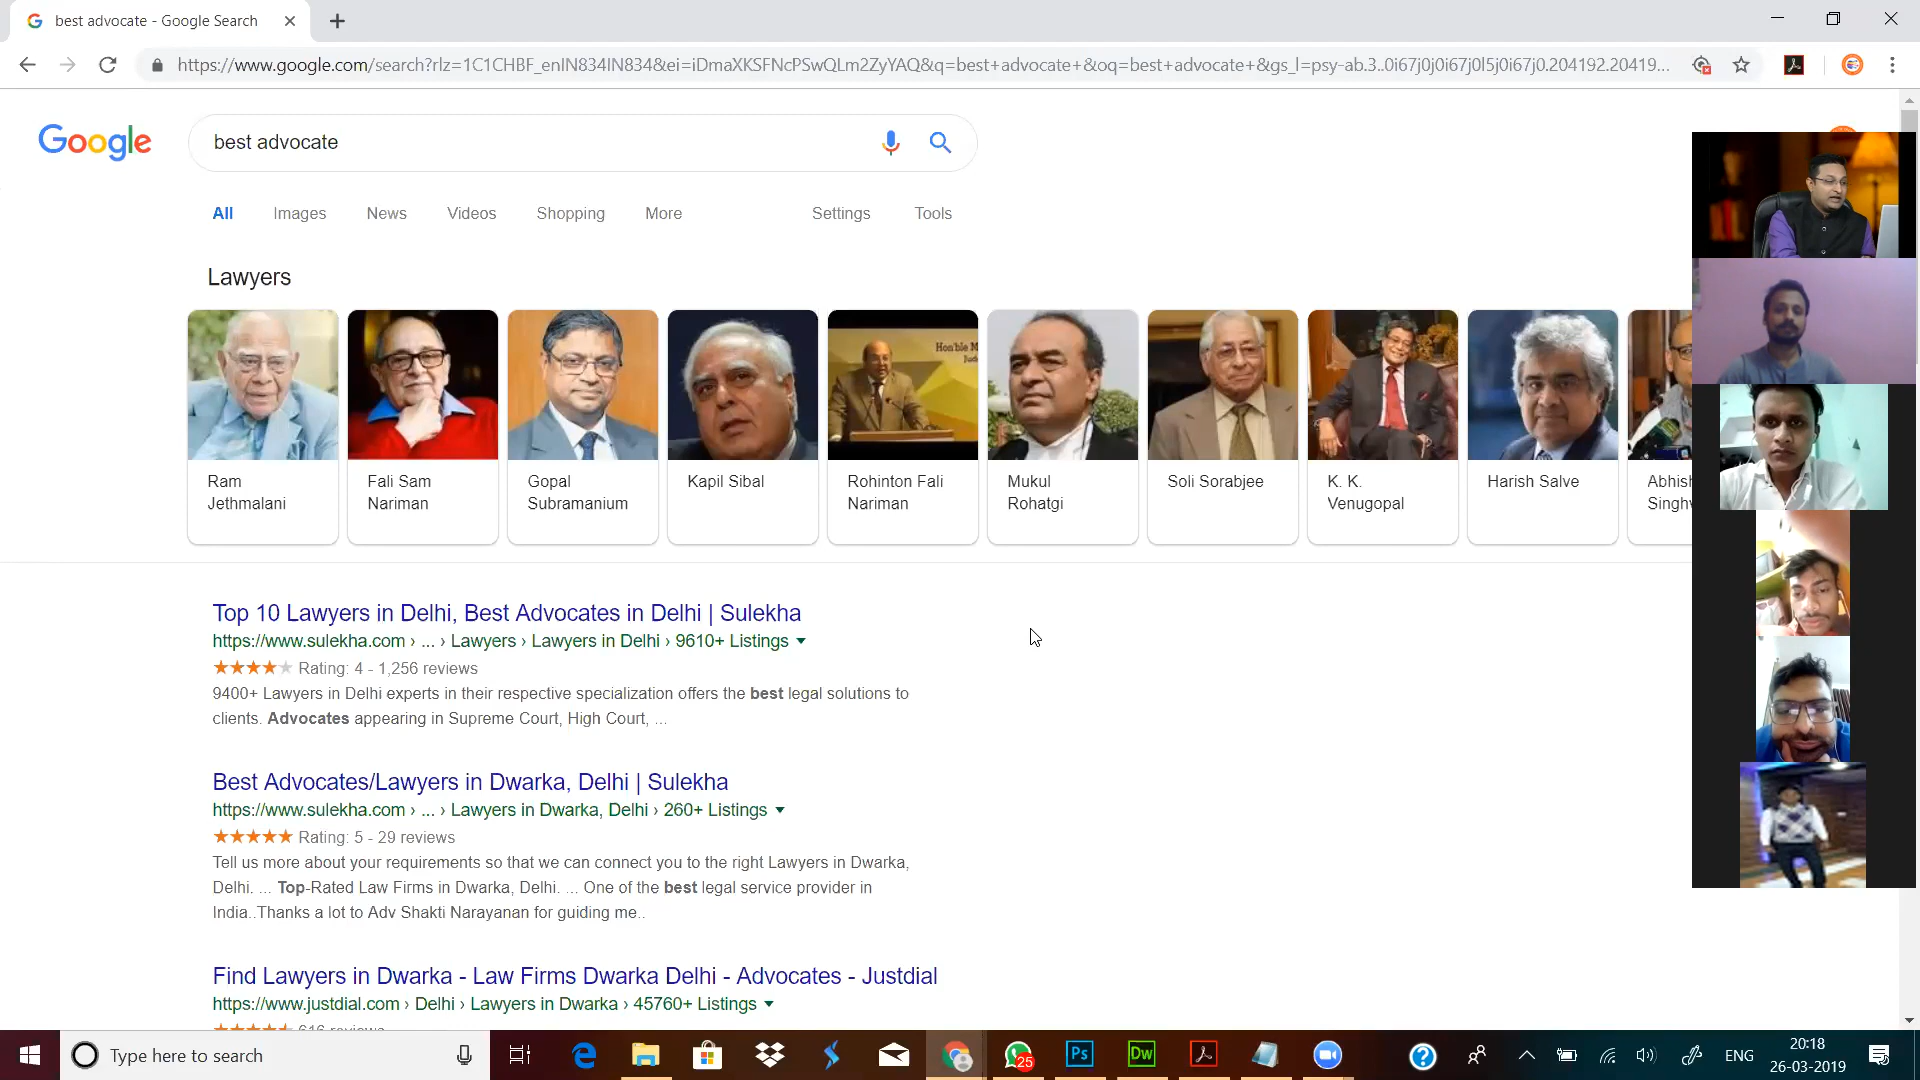 best advocate - Google Search
https://www.google.com/search?rlz=1C1CHBF_enIN834IN834&ei=iDmaXKSFNcPSwQLm2ZyYAQ&q=best+advocate+&oq=best+advocate+&gs_l=psy-ab.3..0i67j0j0i67j0l5j0i67j0.204192.20419...
Google
best advocate
All Images News Videos Shopping More Settings Tools
Lawyers
Hon'ble M
Ram
Jethmalani
Fali Sam
Nariman
Gopal
Subramanium
Kapil Sibal
Rohinton Fali
Nariman
Mukul
Rohatgi
Soli Sorabjee
K. K.
Venugopal
Harish Salve
Top 10 Lawyers in Delhi, Best Advocates in Delhi | Sulekha
https://www.sulekha.com › ... › Lawyers › Lawyers in Delhi › 9610+ Listings
Rating: 4 - 1,256 reviews
9400+ Lawyers in Delhi experts in their respective specialization offers the best legal solutions to
clients. Advocates appearing in Supreme Court, High Court, ...
Best Advocates/Lawyers in Dwarka, Delhi | Sulekha
https://www.sulekha.com › ... › Lawyers in Dwarka, Delhi › 260+ Listings
Rating: 5 - 29 reviews
Tell us more about your requirements so that we can connect you to the right Lawyers in Dwarka,
Delhi. ... Top-Rated Law Firms in Dwarka, Delhi. ... One of the best legal service provider in
India..Thanks a lot to Adv Shakti Narayanan for guiding me..
Find Lawyers in Dwarka - Law Firms Dwarka Delhi - Advocates - Justdial
https://www.justdial.com › Delhi › Lawyers in Dwarka › 45760+ Listings
Type here to search
25
Ps
Dw
ENG
20:18
26-03-2019